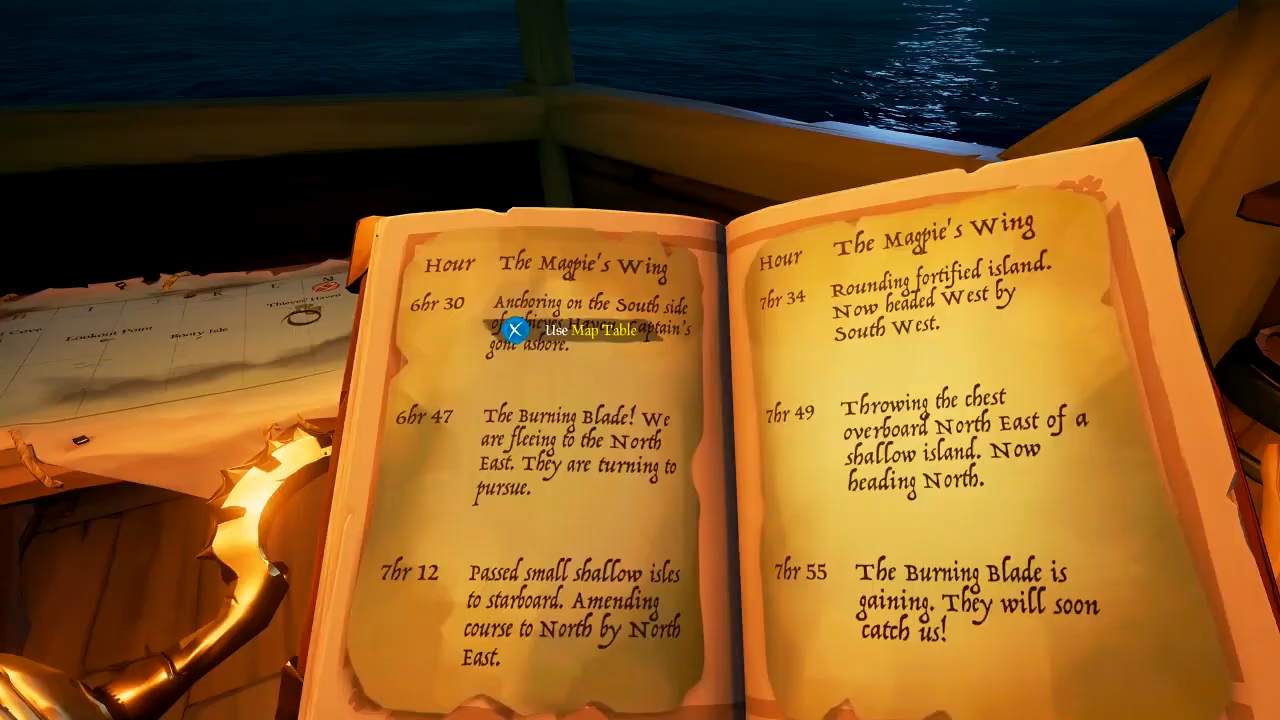 Hour The Magpie's Wing
6hr 30 Anchoring on the South side
of Thieves Haven. Captain's
gone ashore.
Use Map Table
6hr 47 The Burning Blade! We
are fleeing to the North
East. They are turning to
pursue.
7hr 12 Passed small shallow isles
to starboard. Amending
course to North by North
East.
Hour The Magpie's Wing
7hr 34 Rounding fortified island.
Now headed West by
South West.
7hr 49 Throwing the chest
overboard North East of a
shallow island. Now
heading North.
7hr 55 The Burning Blade is
gaining. They will soon
catch us!
I
K
L
N
Thieves' Haven
Cove
Lookout Point
Booty Isle